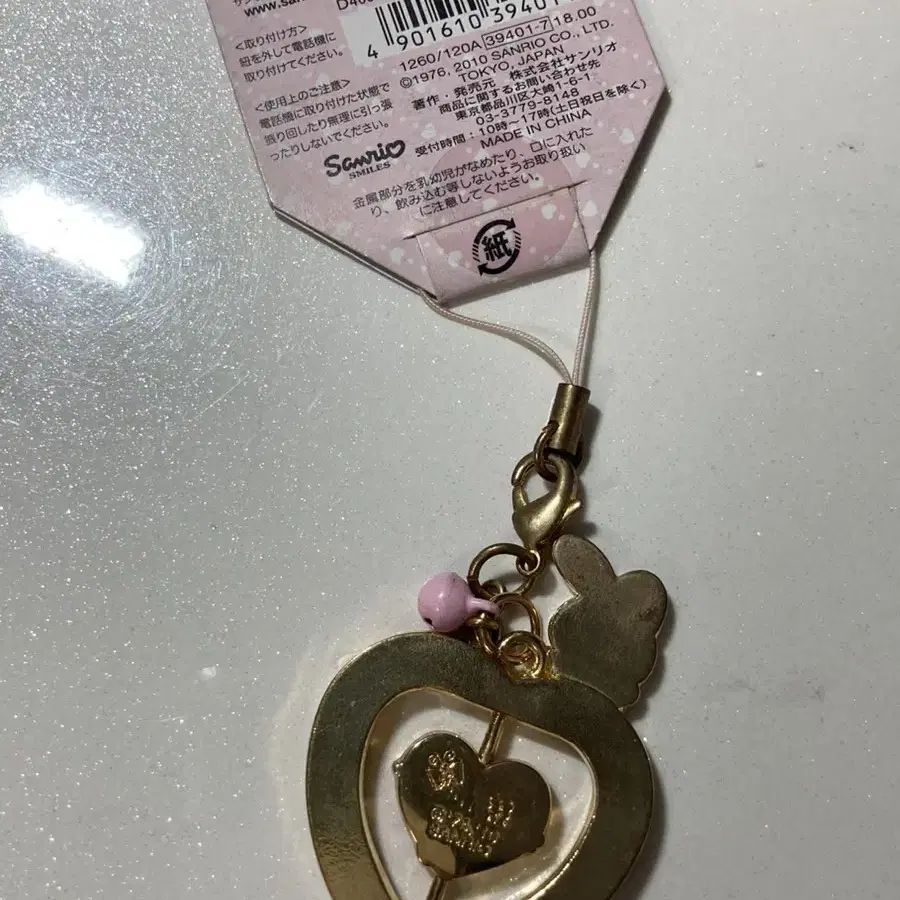 www.san
<取り付け方>
紐を外して電話機に
取り付けてください。
<使用上のご注意>
電話機に取り付けた状態で
振り回したり無理に引っ張
ったりしないでください。
Sanrio
SMILES
4 901610 39401
1260/120A 39401-7 18.00
©1976, 2010 SANRIO CO., LTD.
TOKYO, JAPAN
著作・発売元・株式会社サンリオ
商品に関するお問い合わせ先
東京都品川区大崎1-6-1
03-3779-8148
受付時間:10時~17時(土日祝日を除く)
MADE IN CHINA
金属部分を乳幼児がなめたり、口に入れた
り、飲み込む等しないようお取り扱い
に注意してください。
紙